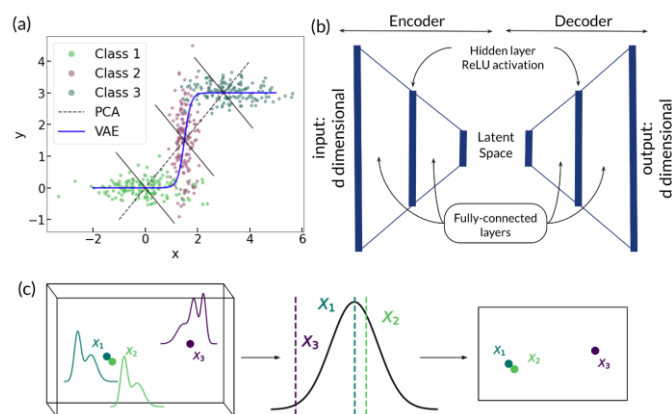 (a)
Class 1
Class 2
Class 3
PCA
VAE
y
4
3
2
1
0
−1
−2
0
2
4
6
x
(b)
Encoder
Decoder
Hidden layer
ReLU activation
input:
d dimensional
Latent
Space
output:
d dimensional
Fully-connected
layers
(c)
X1
X2
X3
X1
X2
X3
X1
X2
X3